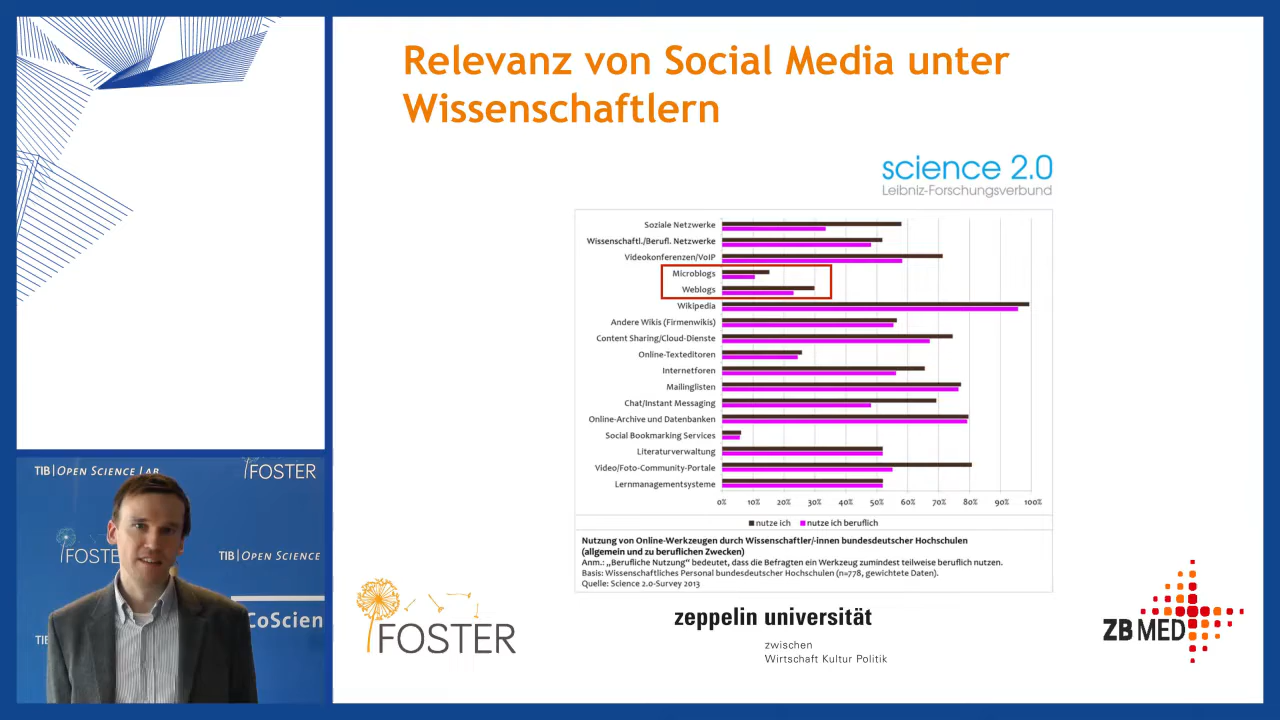 Relevanz von Social Media unter
Wissenschaftlern
science 2.0
Leibniz-Forschungsverbund
Soziale Netzwerke
Wissenschaftl./Berufl. Netzwerke
Videokonferenzen/VoIP
Microblogs
Weblogs
Wikipedia
Andere Wikis (Firmenwikis)
Content Sharing/Cloud-Dienste
Online-Texteditoren
Internetforen
Mailinglisten
Chat/Instant Messaging
Online-Archive und Datenbanken
Social Bookmarking Services
Literaturverwaltung
Video/Foto-Community-Portale
Lernmanagementsysteme
0% 10% 20% 30% 40% 50% 60% 70% 80% 90% 100%
nutze ich nutze ich beruflich
Nutzung von Online-Werkzeugen durch Wissenschaftler/-innen bundesdeutscher Hochschulen
(allgemein und zu beruflichen Zwecken)
Anm.: „Berufliche Nutzung“ bedeutet, dass die Befragten ein Werkzeug zumindest teilweise beruflich nutzen.
Basis: Wissenschaftliches Personal bundesdeutscher Hochschulen (n=778, gewichtete Daten).
Quelle: Science 2.0-Survey 2013
TIB|OPEN SCIENCE LAB
FOSTER
FOSTE
TIB|OPEN SCIENCE
CoScien
TIB
FOSTER
zeppelin universität
zwischen
Wirtschaft Kultur Politik
ZB MED